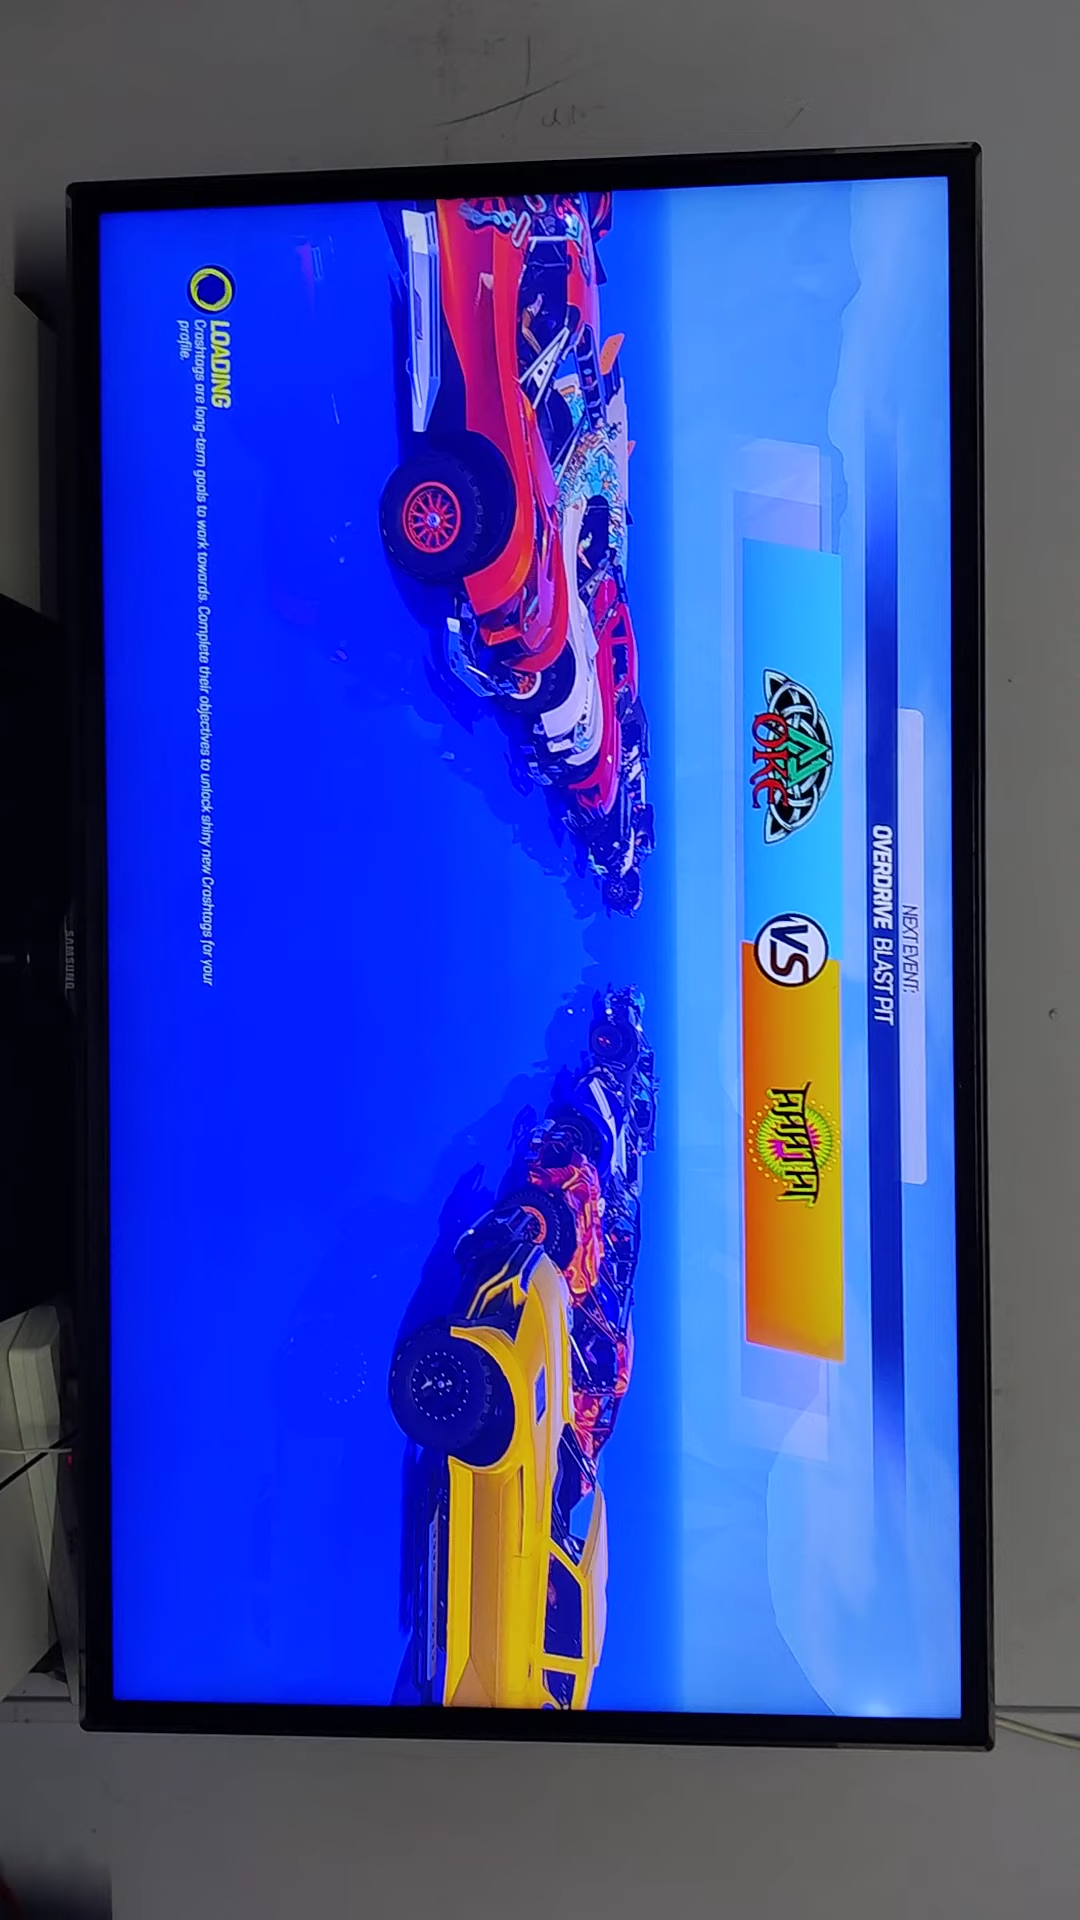 NEXT EVENT:
OVERDRIVE BLAST PIT
VS
LOADING
Crashtags are long-term goals to work towards. Complete their objectives to unlock shiny new Crashtags for your
profile.
SAMSUNG